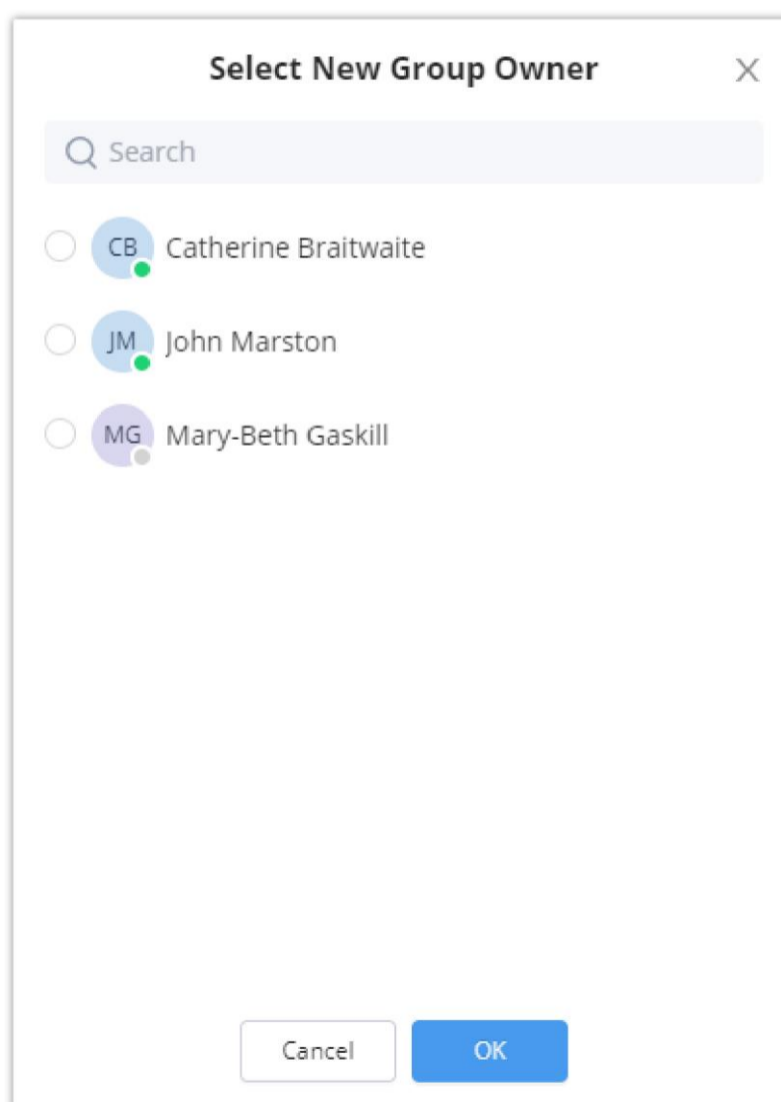 Select New Group Owner
Search
CB Catherine Braitwaite
JM John Marston
MG Mary-Beth Gaskill
Cancel OK